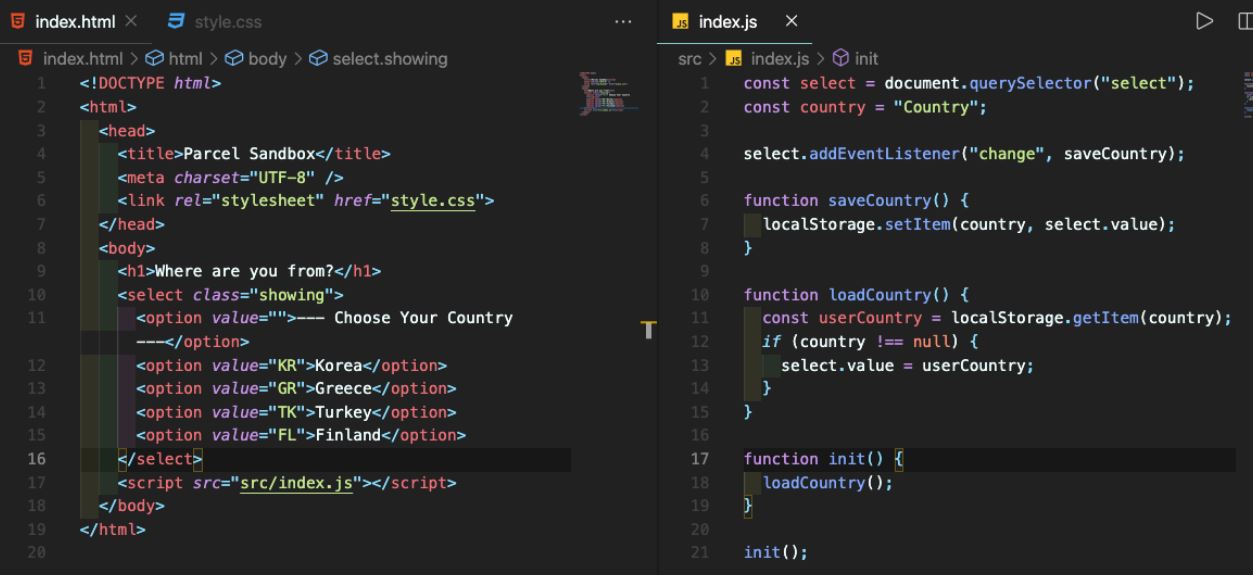 index.html
style.css
index.html > html > body > select.showing
1 <!DOCTYPE html>
2 <html>
3 <head>
4 <title>Parcel Sandbox</title>
5 <meta charset="UTF-8" />
6 <link rel="stylesheet" href="style.css">
7 </head>
8 <body>
9 <h1>Where are you from?</h1>
10 <select class="showing">
11 <option value="">--- Choose Your Country
---</option>
12 <option value="KR">Korea</option>
13 <option value="GR">Greece</option>
14 <option value="TK">Turkey</option>
15 <option value="FL">Finland</option>
16 </select>
17 <script src="src/index.js"></script>
18 </body>
19 </html>
20
JS index.js
src > JS index.js > init
1 const select = document.querySelector("select");
2 const country = "Country";
3
4 select.addEventListener("change", saveCountry);
5
6 function saveCountry() {
7 localStorage.setItem(country, select.value);
8 }
9
10 function loadCountry() {
11 const userCountry = localStorage.getItem(country);
12 if (country !== null) {
13 select.value = userCountry;
14 }
15 }
16
17 function init() {
18 loadCountry();
19 }
20
21 init();